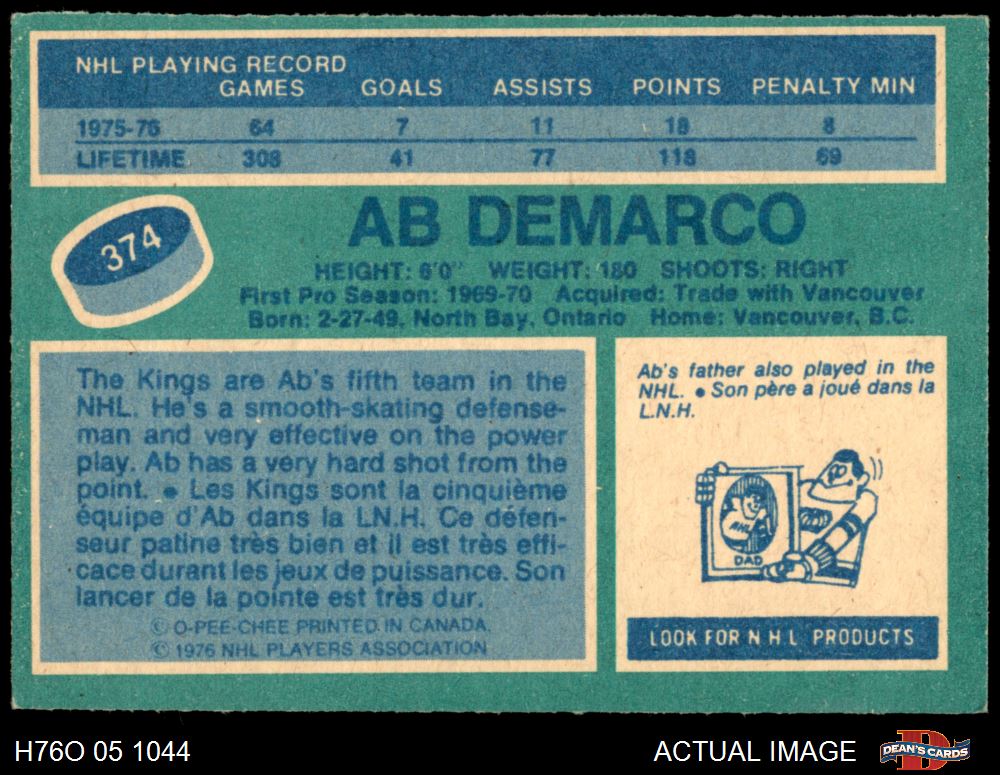 NHL PLAYING RECORD
GAMES GOALS ASSISTS POINTS PENALTY MIN
1975-76 64 7 11 18 8
LIFETIME 308 41 77 118 69
374
AB DEMARCO
HEIGHT: 6'0" WEIGHT: 180 SHOOTS: RIGHT
First Pro Season: 1969-70 Acquired: Trade with Vancouver
Born: 2-27-49, North Bay, Ontario Home: Vancouver, B.C.
The Kings are Ab's fifth team in the
NHL. He's a smooth-skating defense-
man and very effective on the power
play. Ab has a very hard shot from the
point. • Les Kings sont la cinquième
équipe d'Ab dans la LN.H. Ce défen-
seur patine très bien et il est très effi-
cace durant les jeux de puissance. Son
lancer de la pointe est très dur.
© O-PEE-CHEE PRINTED IN CANADA.
© 1976 NHL PLAYERS ASSOCIATION
Ab's father also played in the
NHL. • Son père a joué dans la
L.N.H.
NHL
DAD
LOOK FOR N H L PRODUCTS
H76O 05 1044
ACTUAL IMAGE
D
DEAN'S CARDS